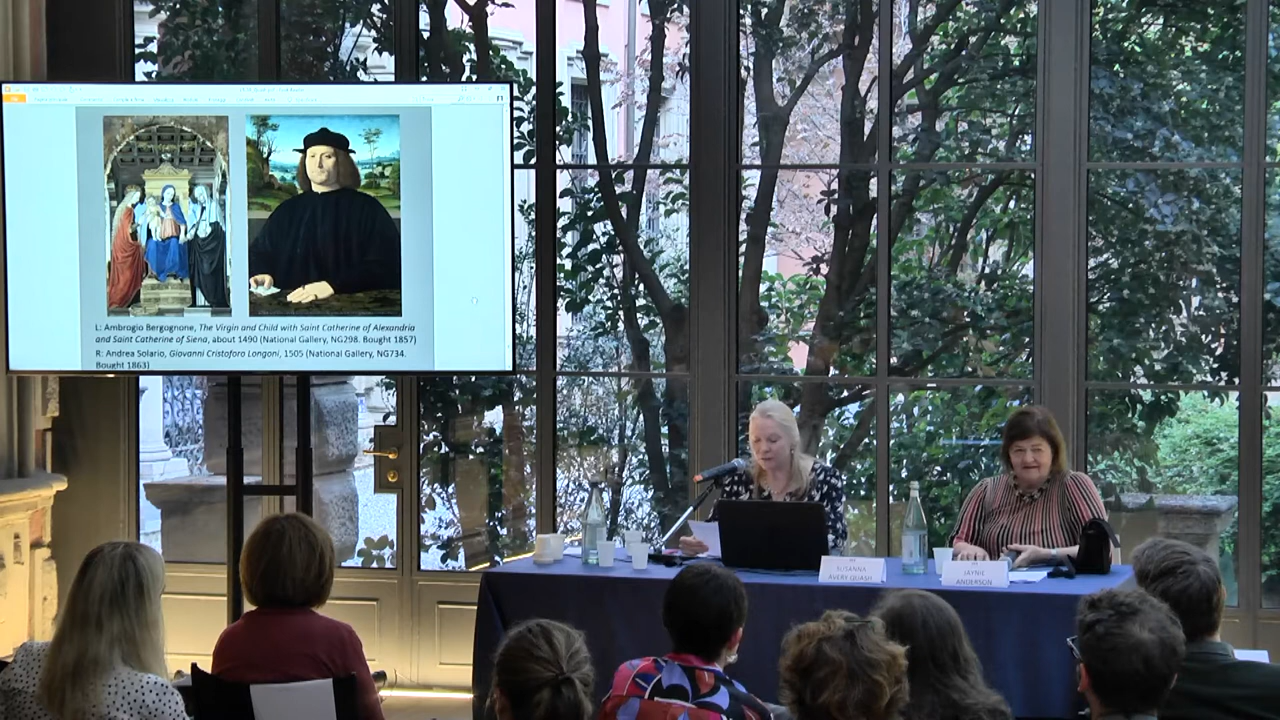 L: Ambrogio Bergognone, The Virgin and Child with Saint Catherine of Alexandria
and Saint Catherine of Siena, about 1490 (National Gallery, NG298. Bought 1857)
R: Andrea Solario, Giovanni Cristoforo Longoni, 1505 (National Gallery, NG734.
Bought 1863)
SUSANNA
AVERY-QUASH
JAYNIE
ANDERSON